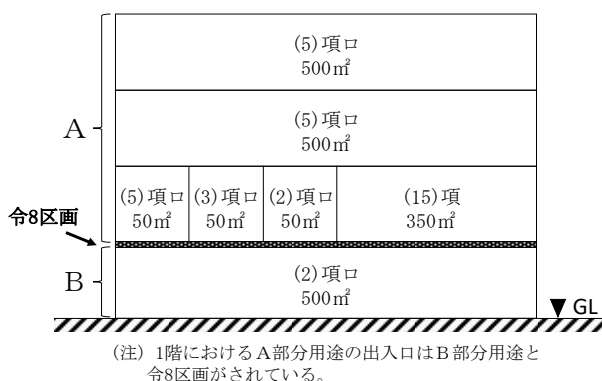 (5)項ロ
500㎡
(5)項ロ
500㎡
A
(5)項ロ
50㎡
(3)項ロ
50㎡
(2)項ロ
50㎡
(15)項
350㎡
令8区画
B
(2)項ロ
500㎡
▼GL
(注) 1階におけるA部分用途の出入口はB部分用途と
令8区画がされている。